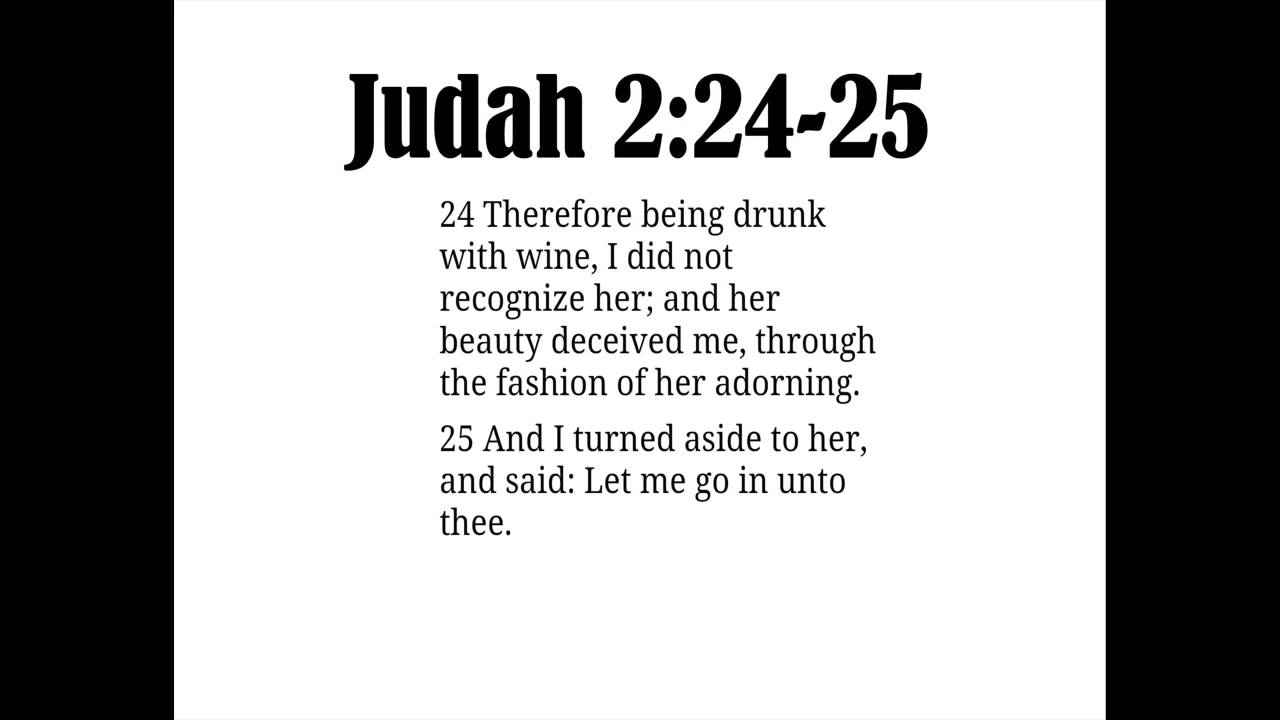 Judah 2:24-25
24 Therefore being drunk
with wine, I did not
recognize her; and her
beauty deceived me, through
the fashion of her adorning.
25 And I turned aside to her,
and said: Let me go in unto
thee.